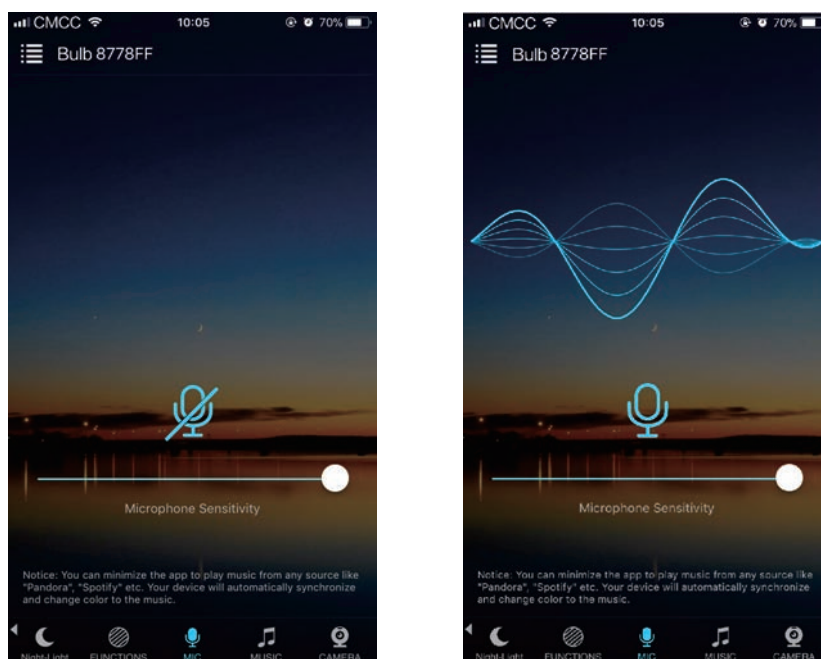 CMCC 10:05 70%
Bulb 8778FF
Microphone Sensitivity
Notice: You can minimize the app to play music from any source like
"Pandora", "Spotify" etc. Your device will automatically synchronize
and change color to the music.
Night-Light FUNCTIONS MIC MUSIC CAMERA
CMCC 10:05 70%
Bulb 8778FF
Microphone Sensitivity
Notice: You can minimize the app to play music from any source like
"Pandora", "Spotify" etc. Your device will automatically synchronize
and change color to the music.
Night-Light FUNCTIONS MIC MUSIC CAMERA